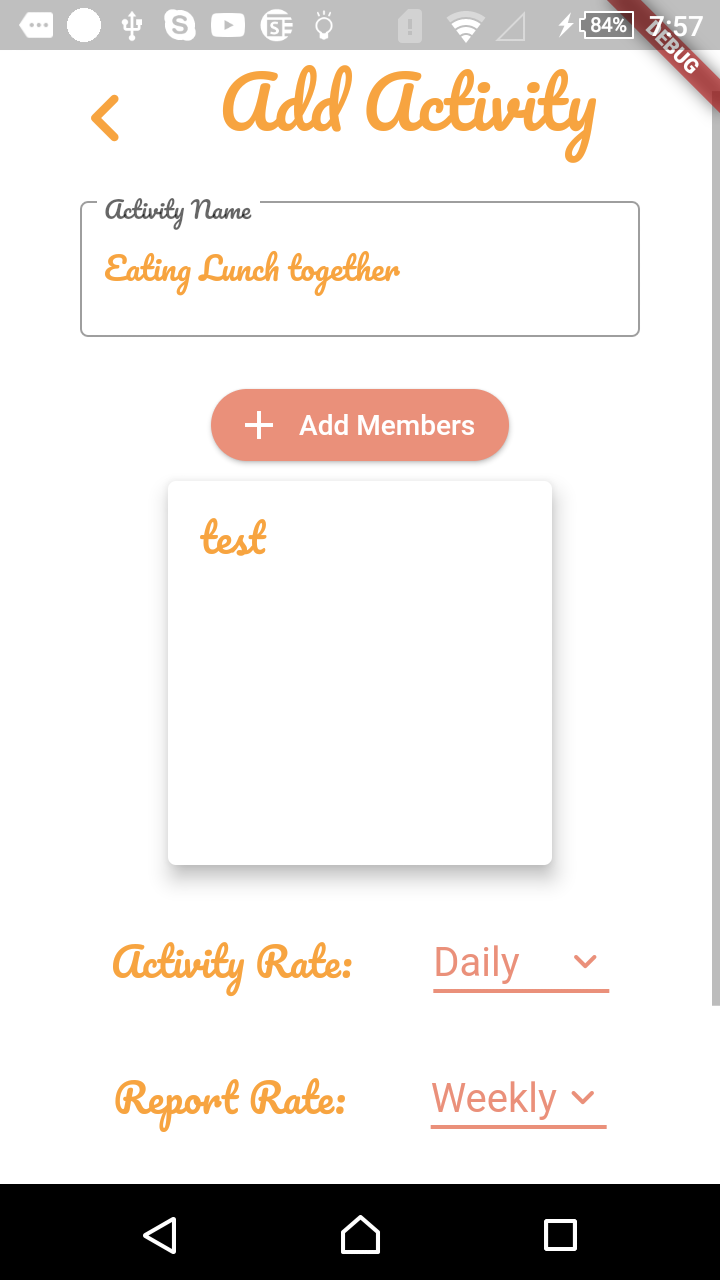 84% 7:57
DEBUG
Add Activity
Activity Name
Eating Lunch together
Add Members
test
Activity Rate: Daily
Report Rate: Weekly